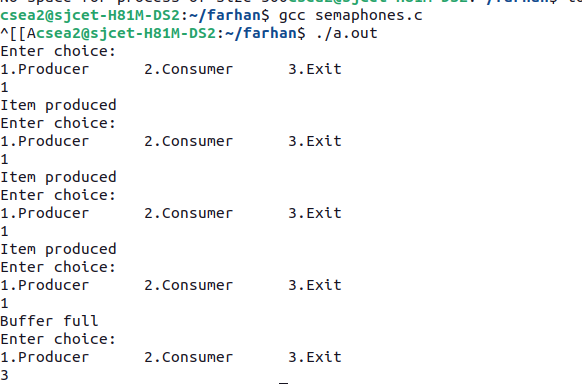 csea2@sjcet-H81M-DS2:~/farhan$ gcc semaphones.c
^[[Acsea2@sjcet-H81M-DS2:~/farhan$ ./a.out
Enter choice:
1.Producer 2.Consumer 3.Exit
1
Item produced
Enter choice:
1.Producer 2.Consumer 3.Exit
1
Item produced
Enter choice:
1.Producer 2.Consumer 3.Exit
1
Item produced
Enter choice:
1.Producer 2.Consumer 3.Exit
1
Buffer full
Enter choice:
1.Producer 2.Consumer 3.Exit
3